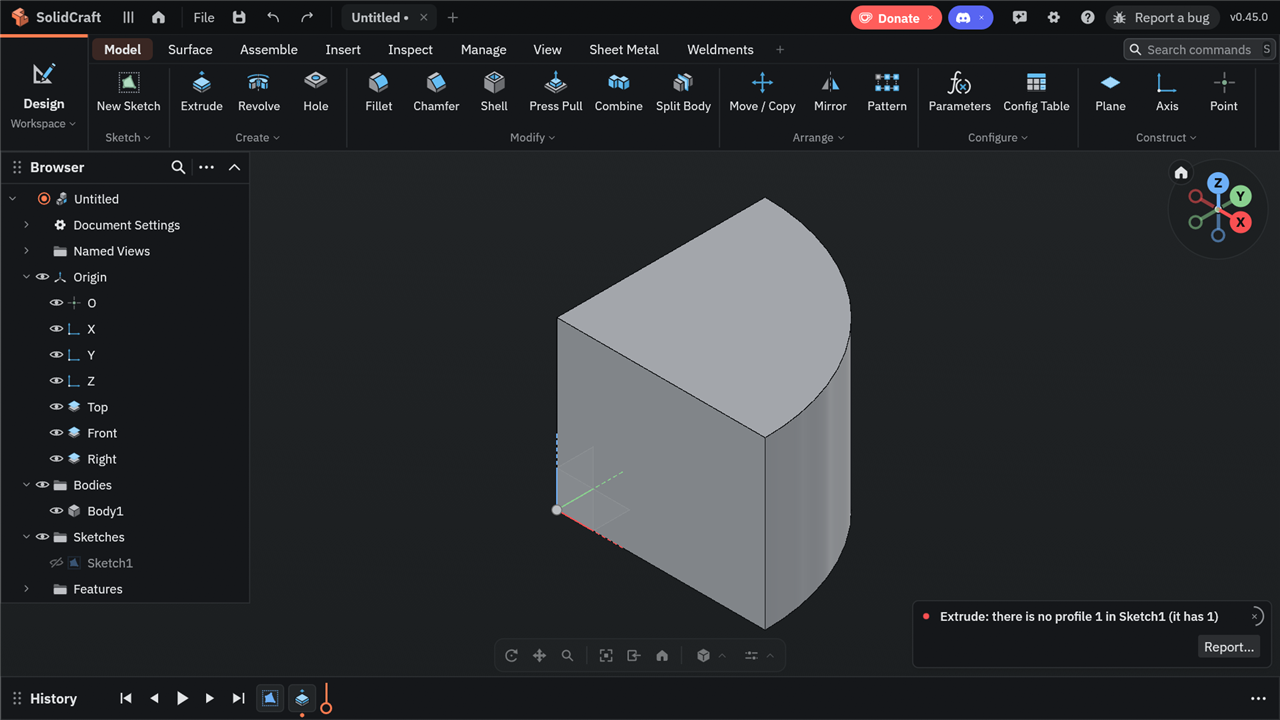 SolidCraft File Untitled • Donate Report a bug v0.45.0
Model Surface Assemble Insert Inspect Manage View Sheet Metal Weldments Search commands S
Design
Workspace
New Sketch Extrude Revolve Hole Fillet Chamfer Shell Press Pull Combine Split Body Move / Copy Mirror Pattern Parameters Config Table Plane Axis Point
Sketch Create Modify Arrange Configure Construct
Browser
Untitled
Document Settings
Named Views
Origin
O
X
Y
Z
Top
Front
Right
Bodies
Body1
Sketches
Sketch1
Features
Z
Y
X
Extrude: there is no profile 1 in Sketch1 (it has 1)
Report...
History